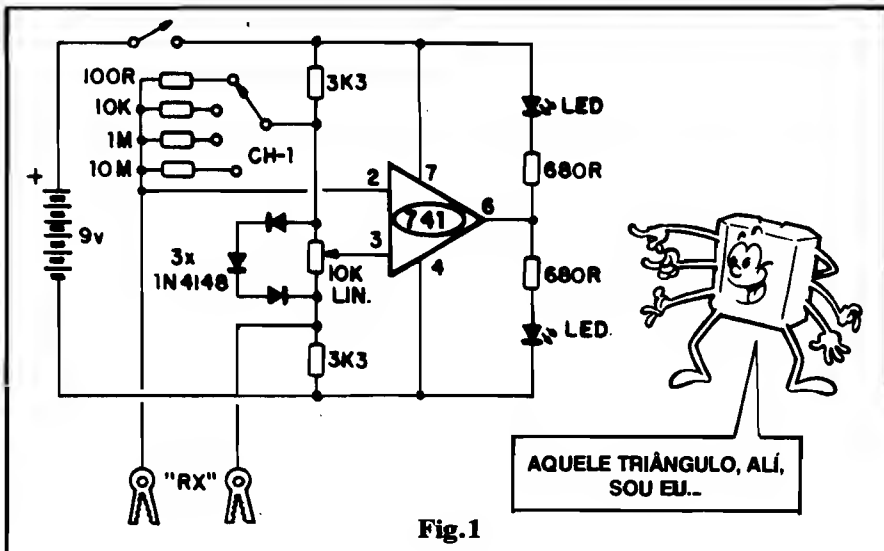 100R
3K3
10K
1M
CH-1
10M
LED
680R
+
9v
2
7
741
6
3
4
3x
1N4148
10K
LIN.
680R
3K3
LED
"RX"
AQUELE TRIÂNGULO, ALÍ,
SOU EU...
Fig.1